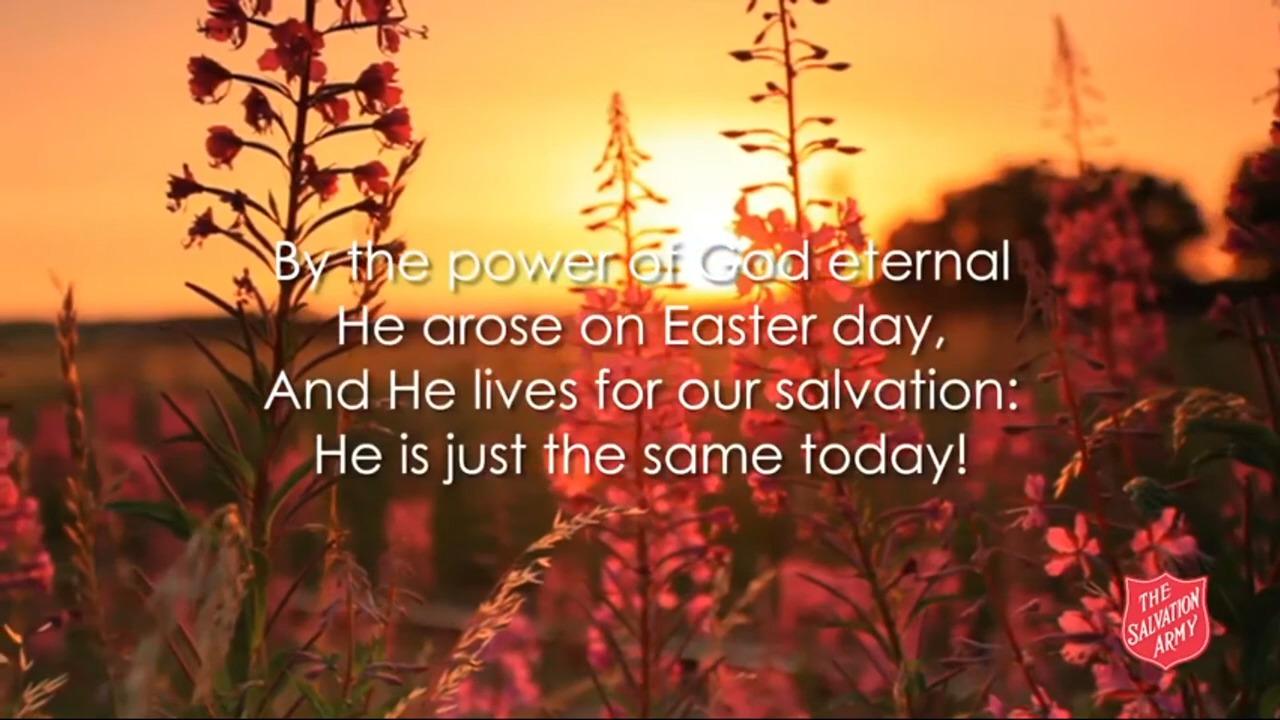 By the power of God eternal
He arose on Easter day,
And He lives for our salvation:
He is just the same today!
THE
SALVATION
ARMY